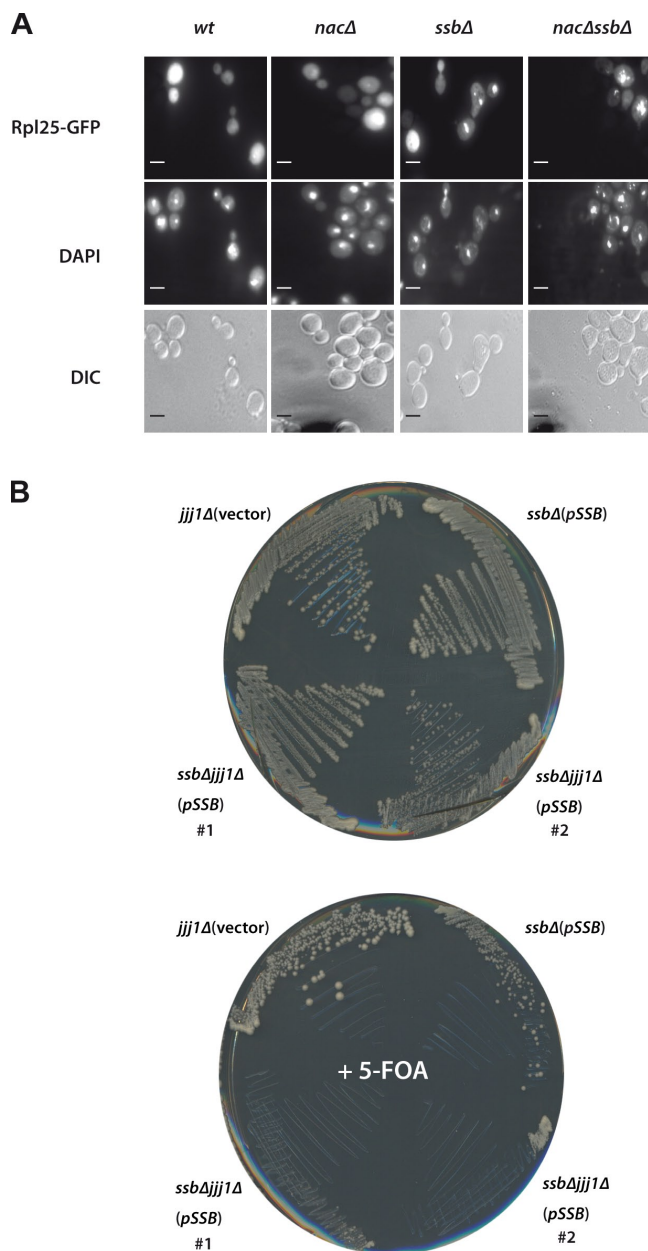 A
wt nacΔ ssbΔ nacΔssbΔ
Rpl25-GFP
DAPI
DIC
B
jjj1Δ(vector) ssbΔ(pSSB)
ssbΔjjj1Δ ssbΔjjj1Δ
(pSSB) (pSSB)
#1 #2
jjj1Δ(vector) ssbΔ(pSSB)
+ 5-FOA
ssbΔjjj1Δ ssbΔjjj1Δ
(pSSB) (pSSB)
#1 #2